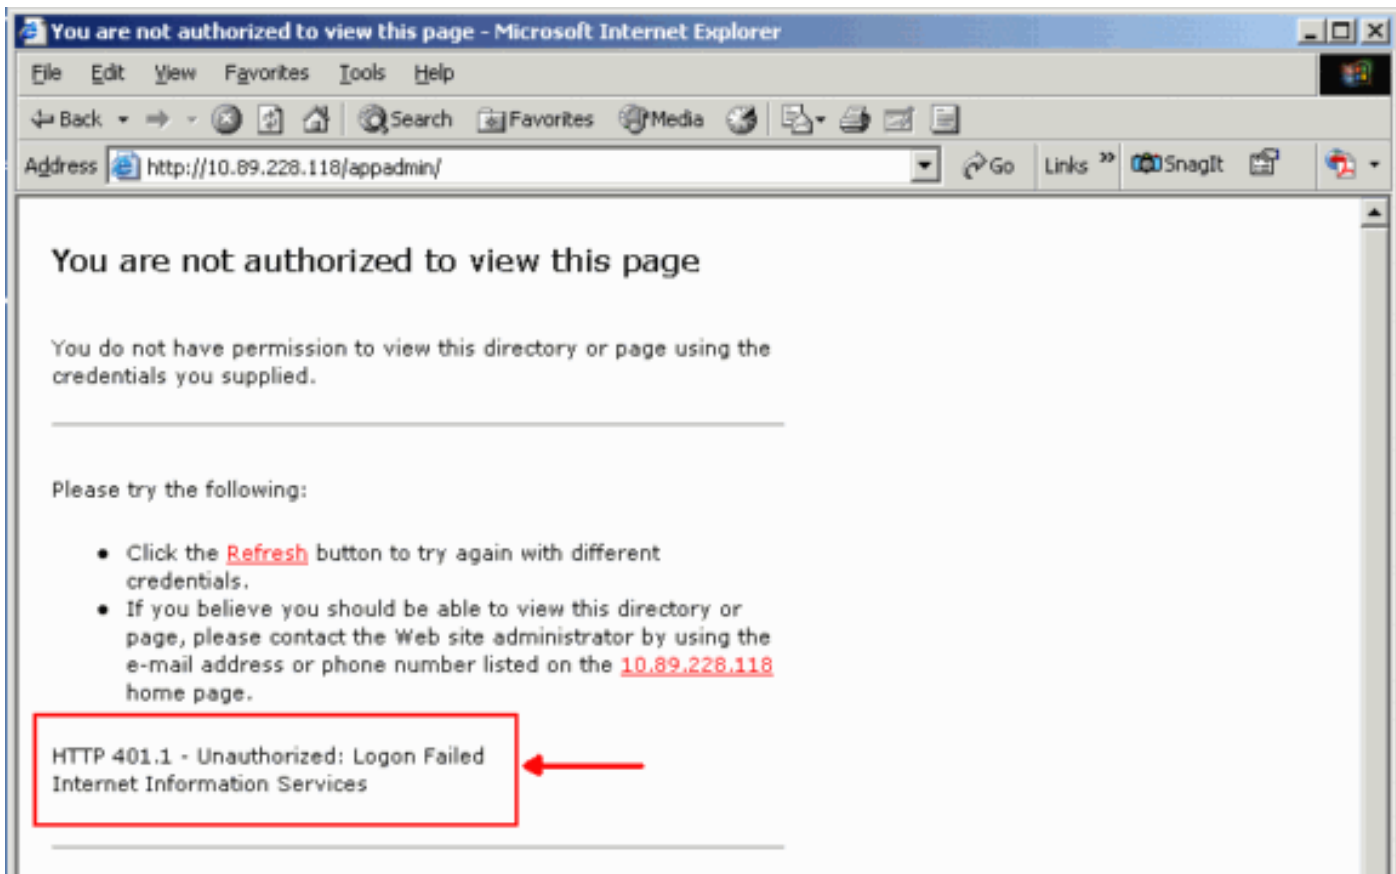 You are not authorized to view this page - Microsoft Internet Explorer
File Edit View Favorites Tools Help
Back Search Favorites Media
Address http://10.89.228.118/appadmin/ Go Links » SnagIt
You are not authorized to view this page
You do not have permission to view this directory or page using the
credentials you supplied.
Please try the following:
• Click the Refresh button to try again with different
credentials.
• If you believe you should be able to view this directory or
page, please contact the Web site administrator by using the
e-mail address or phone number listed on the 10.89.228.118
home page.
HTTP 401.1 - Unauthorized: Logon Failed
Internet Information Services